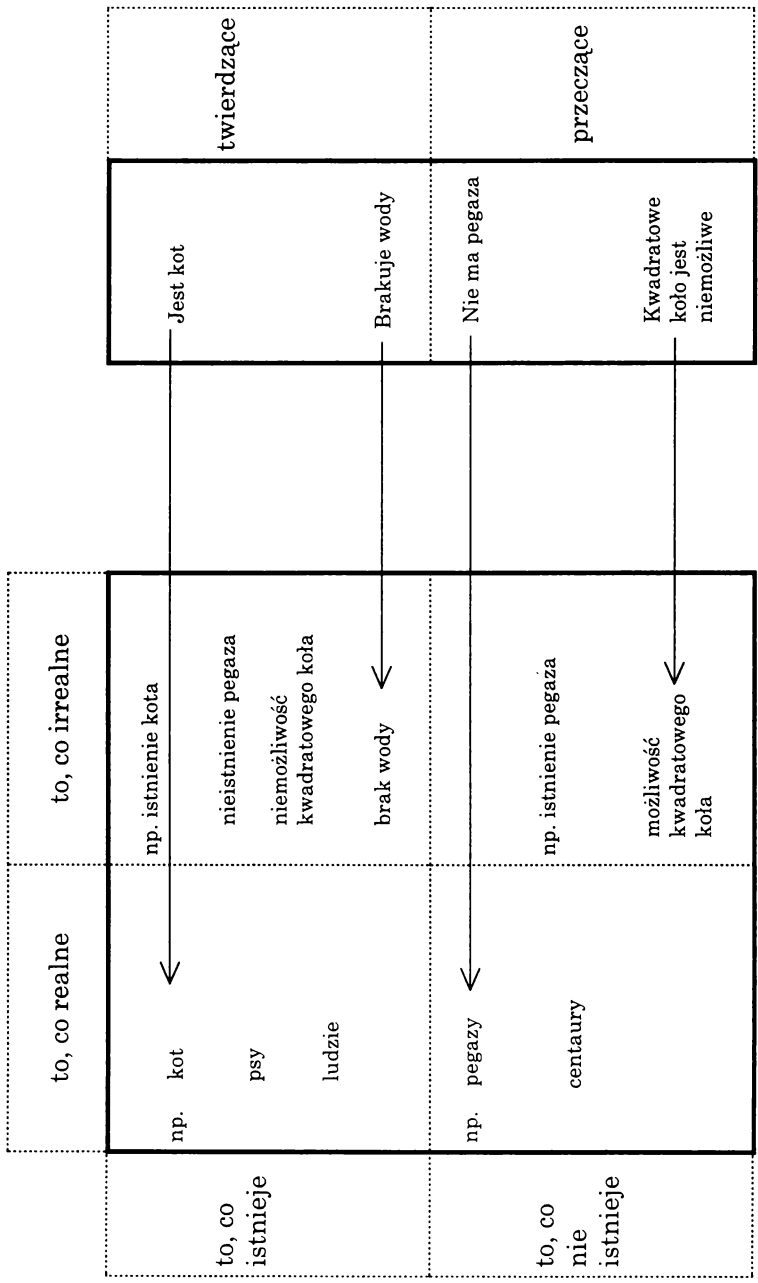 to, co realne
to, co irrealne
to, co
istnieje
np.
kot
psy
ludzie
np. istnienie kota
nieistnienie pegaza
niemożliwość
kwadratowego koła
brak wody
Jest kot
Brakuje wody
twierdzące
to, co
nie
istnieje
np.
pegazy
centaury
np. istnienie pegaza
możliwość
kwadratowego
koła
Nie ma pegaza
Kwadratowe
koło jest
niemożliwe
przeczące